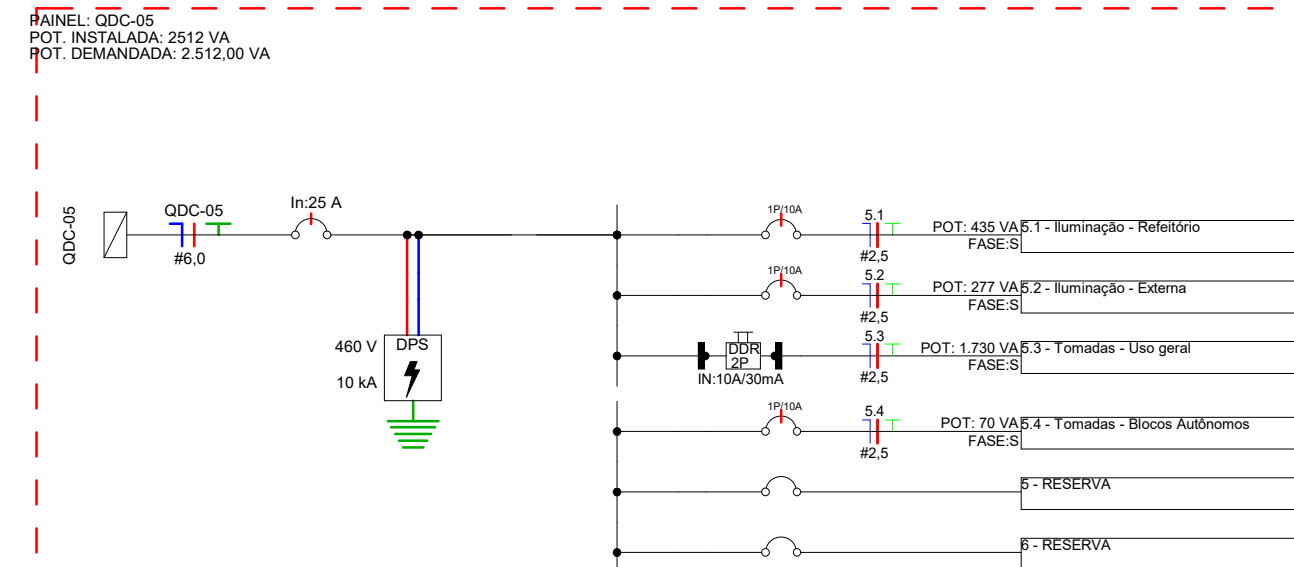 PAINEL: QDC-05
POT. INSTALADA: 2512 VA
POT. DEMANDADA: 2.512,00 VA
QDC-05
QDC-05
#6,0
In:25 A
460 V
10 kA
DPS
1P/10A
5.1
#2,5
POT: 435 VA
FASE:S
5.1 - Iluminação - Refeitório
1P/10A
5.2
#2,5
POT: 277 VA
FASE:S
5.2 - Iluminação - Externa
DDR
2P
IN:10A/30mA
5.3
#2,5
POT: 1.730 VA
FASE:S
5.3 - Tomadas - Uso geral
1P/10A
5.4
#2,5
POT: 70 VA
FASE:S
5.4 - Tomadas - Blocos Autônomos
5 - RESERVA
6 - RESERVA